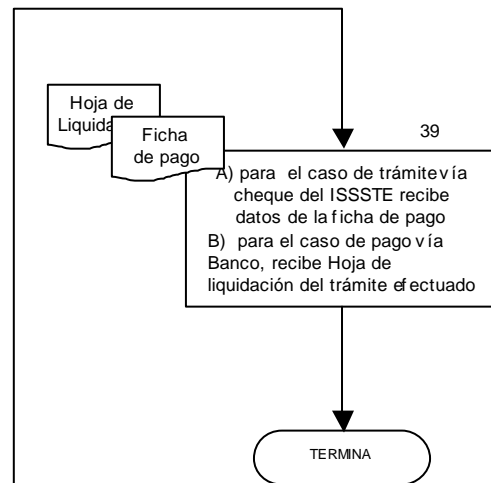 Hoja de
Ficha
de pago
39
A) para el caso de trámite vía
cheque del ISSSTE recibe
datos de la ficha de pago
B) para el caso de pago vía
Banco, recibe Hoja de
liquidación del trámite efectuado
TERMINA